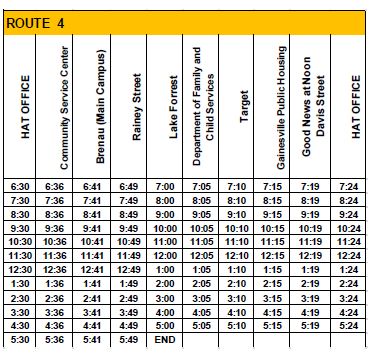 ROUTE 4
HAT OFFICE
Community Service Center
Brenau (Main Campus)
Rainey Street
Lake Forrest
Department of Family and
Child Services
Target
Gainesville Public Housing
Good News at Noon
Davis Street
HAT OFFICE
6:30 6:36 6:41 6:49 7:00 7:05 7:10 7:15 7:19 7:24
7:30 7:36 7:41 7:49 8:00 8:05 8:10 8:15 8:19 8:24
8:30 8:36 8:41 8:49 9:00 9:05 9:10 9:15 9:19 9:24
9:30 9:36 9:41 9:49 10:00 10:05 10:10 10:15 10:19 10:24
10:30 10:36 10:41 10:49 11:00 11:05 11:10 11:15 11:19 11:24
11:30 11:36 11:41 11:49 12:00 12:05 12:10 12:15 12:19 12:24
12:30 12:36 12:41 12:49 1:00 1:05 1:10 1:15 1:19 1:24
1:30 1:36 1:41 1:49 2:00 2:05 2:10 2:15 2:19 2:24
2:30 2:36 2:41 2:49 3:00 3:05 3:10 3:15 3:19 3:24
3:30 3:36 3:41 3:49 4:00 4:05 4:10 4:15 4:19 4:24
4:30 4:36 4:41 4:49 5:00 5:05 5:10 5:15 5:19 5:24
5:30 5:36 5:41 5:49 END